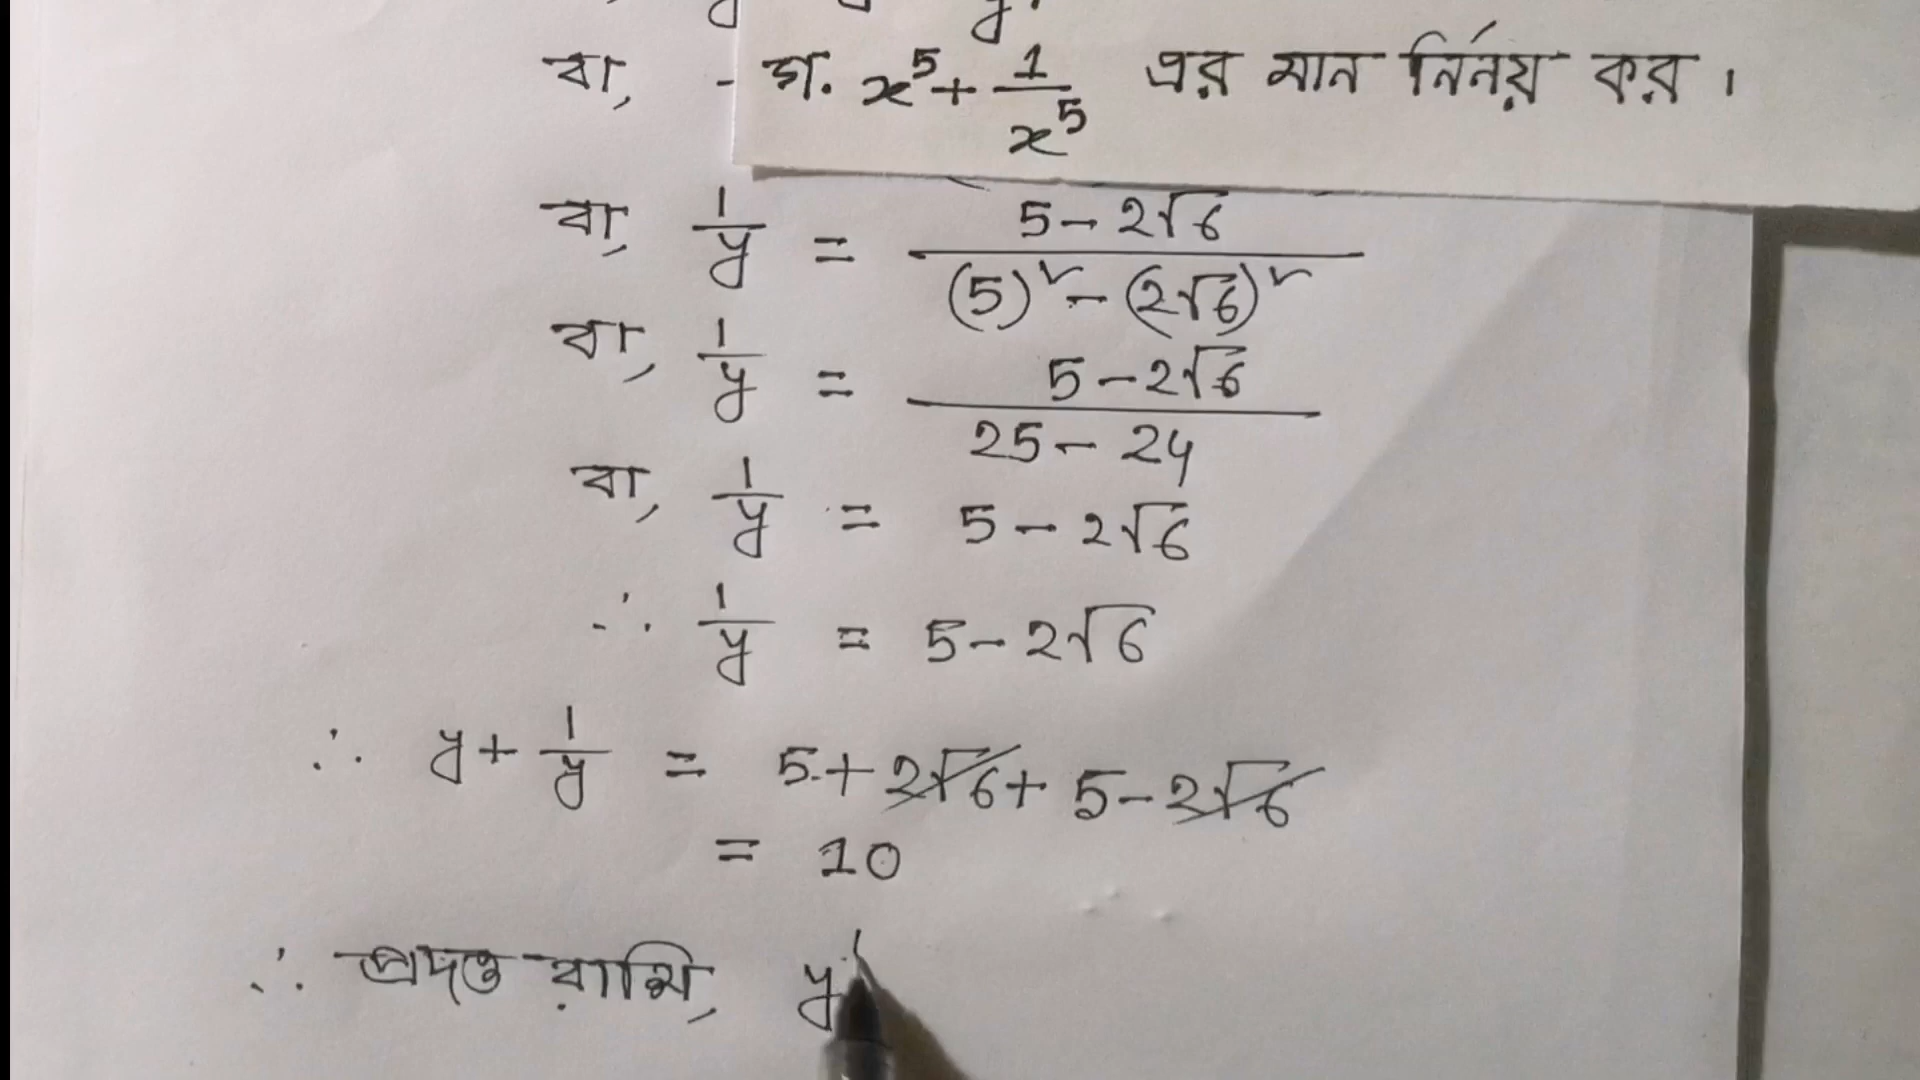 বা, - গ. x⁵ + 1/x⁵ এর মান নির্নয় কর।
বা, 1/y = (5 - 2√6) / ((5)² - (2√6)²)
বা, 1/y = (5 - 2√6) / (25 - 24)
বা, 1/y = 5 - 2√6
∴ 1/y = 5 - 2√6
∴ y + 1/y = 5 + 2√6 + 5 - 2√6
= 10
∴ প্রদত্ত রাশি, y